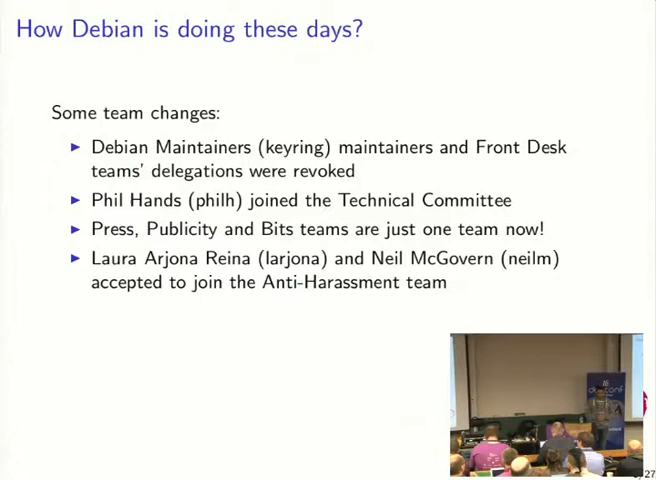 How Debian is doing these days?
Some team changes:
Debian Maintainers (keyring) maintainers and Front Desk
teams' delegations were revoked
Phil Hands (philh) joined the Technical Committee
Press, Publicity and Bits teams are just one team now!
Laura Arjona Reina (larjona) and Neil McGovern (neilm)
accepted to join the Anti-Harassment team
16